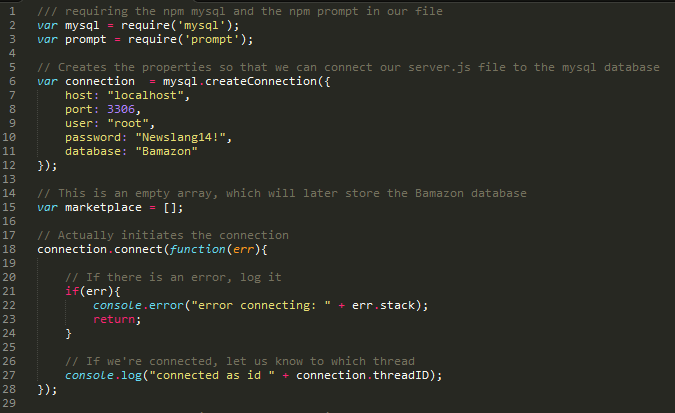 1 /// requiring the npm mysql and the npm prompt in our file
2 var mysql = require('mysql');
3 var prompt = require('prompt');
4
5 // Creates the properties so that we can connect our server.js file to the mysql database
6 var connection  = mysql.createConnection({
7     host: "localhost",
8     port: 3306,
9     user: "root",
10     password: "Newslang14!",
11     database: "Bamazon"
12 });
13
14 // This is an empty array, which will later store the Bamazon database
15 var marketplace = [];
16
17 // Actually initiates the connection
18 connection.connect(function(err){
19
20     // If there is an error, log it
21     if(err){
22         console.error("error connecting: " + err.stack);
23         return;
24     }
25
26     // If we're connected, let us know to which thread
27     console.log("connected as id " + connection.threadID);
28 });
29